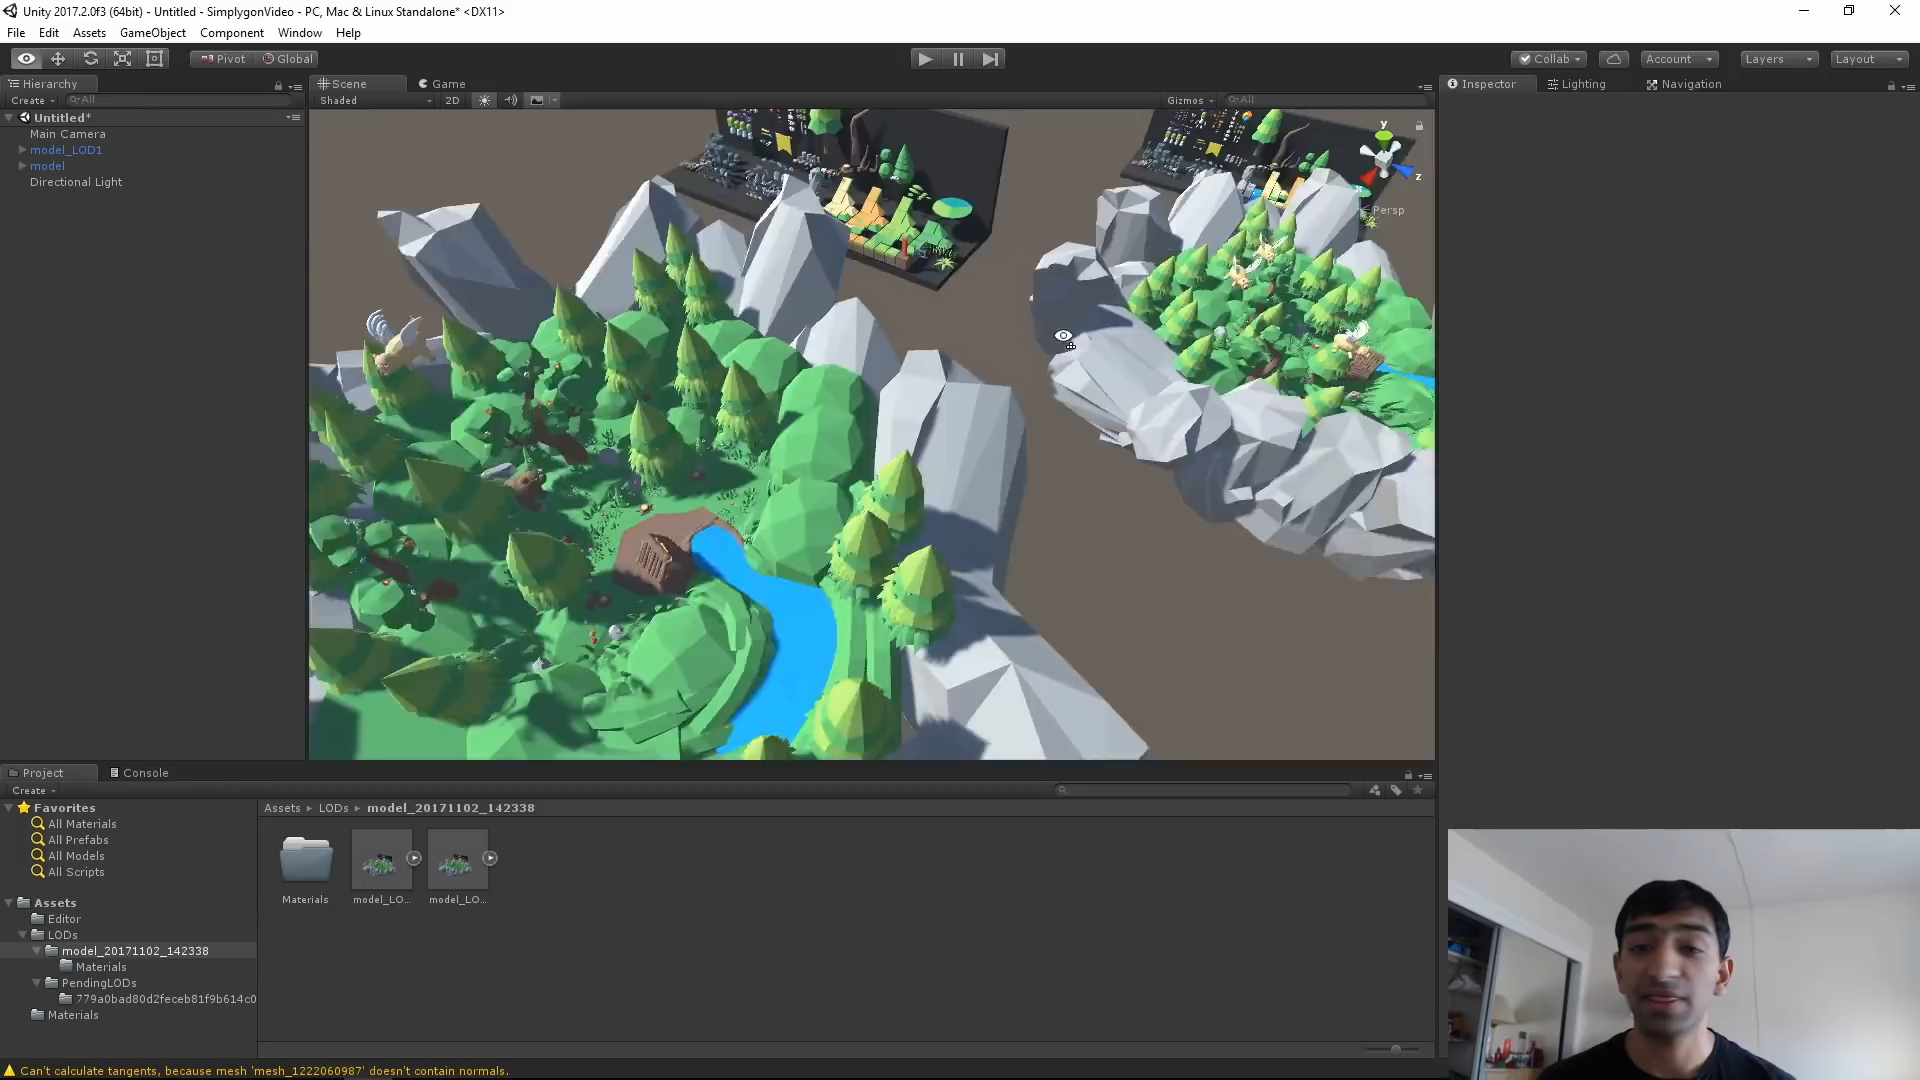 Unity 2017.2.0f3 (64bit) - Untitled - SimplygonVideo - PC, Mac & Linux Standalone* <DX11>
File Edit Assets GameObject Component Window Help
Pivot Global
Collab Account Layers Layout
Hierarchy
Create All
Untitled*
Main Camera
model_LOD1
model
Directional Light
Scene Game
Shaded 2D Gizmos All
y
z
Persp
Inspector Lighting Navigation
Project Console
Create
Favorites
All Materials
All Prefabs
All Models
All Scripts
Assets
Editor
LODs
model_20171102_142338
Materials
PendingLODs
779a0bad80d2feceb81f9b614c0
Materials
Assets LODs model_20171102_142338
Materials model_LO... model_LO...
Can't calculate tangents, because mesh 'mesh_1222060987' doesn't contain normals.